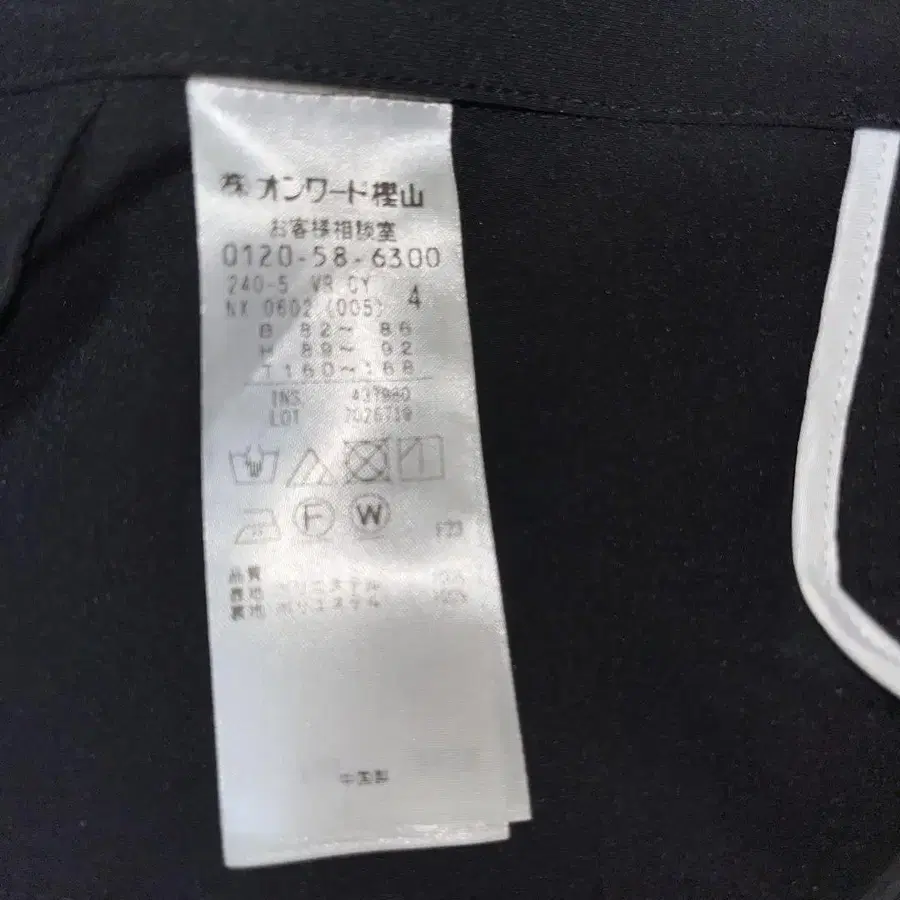 株 オンワード樫山
お客様相談室
0120-58-6300
240-5 VR CY 4
NX 0602 (005)
B 82～86
H 89～92
T160～168
INS
LOT
F W
品質
表地 ポリエステル
裏地 ポリエステル
中国製